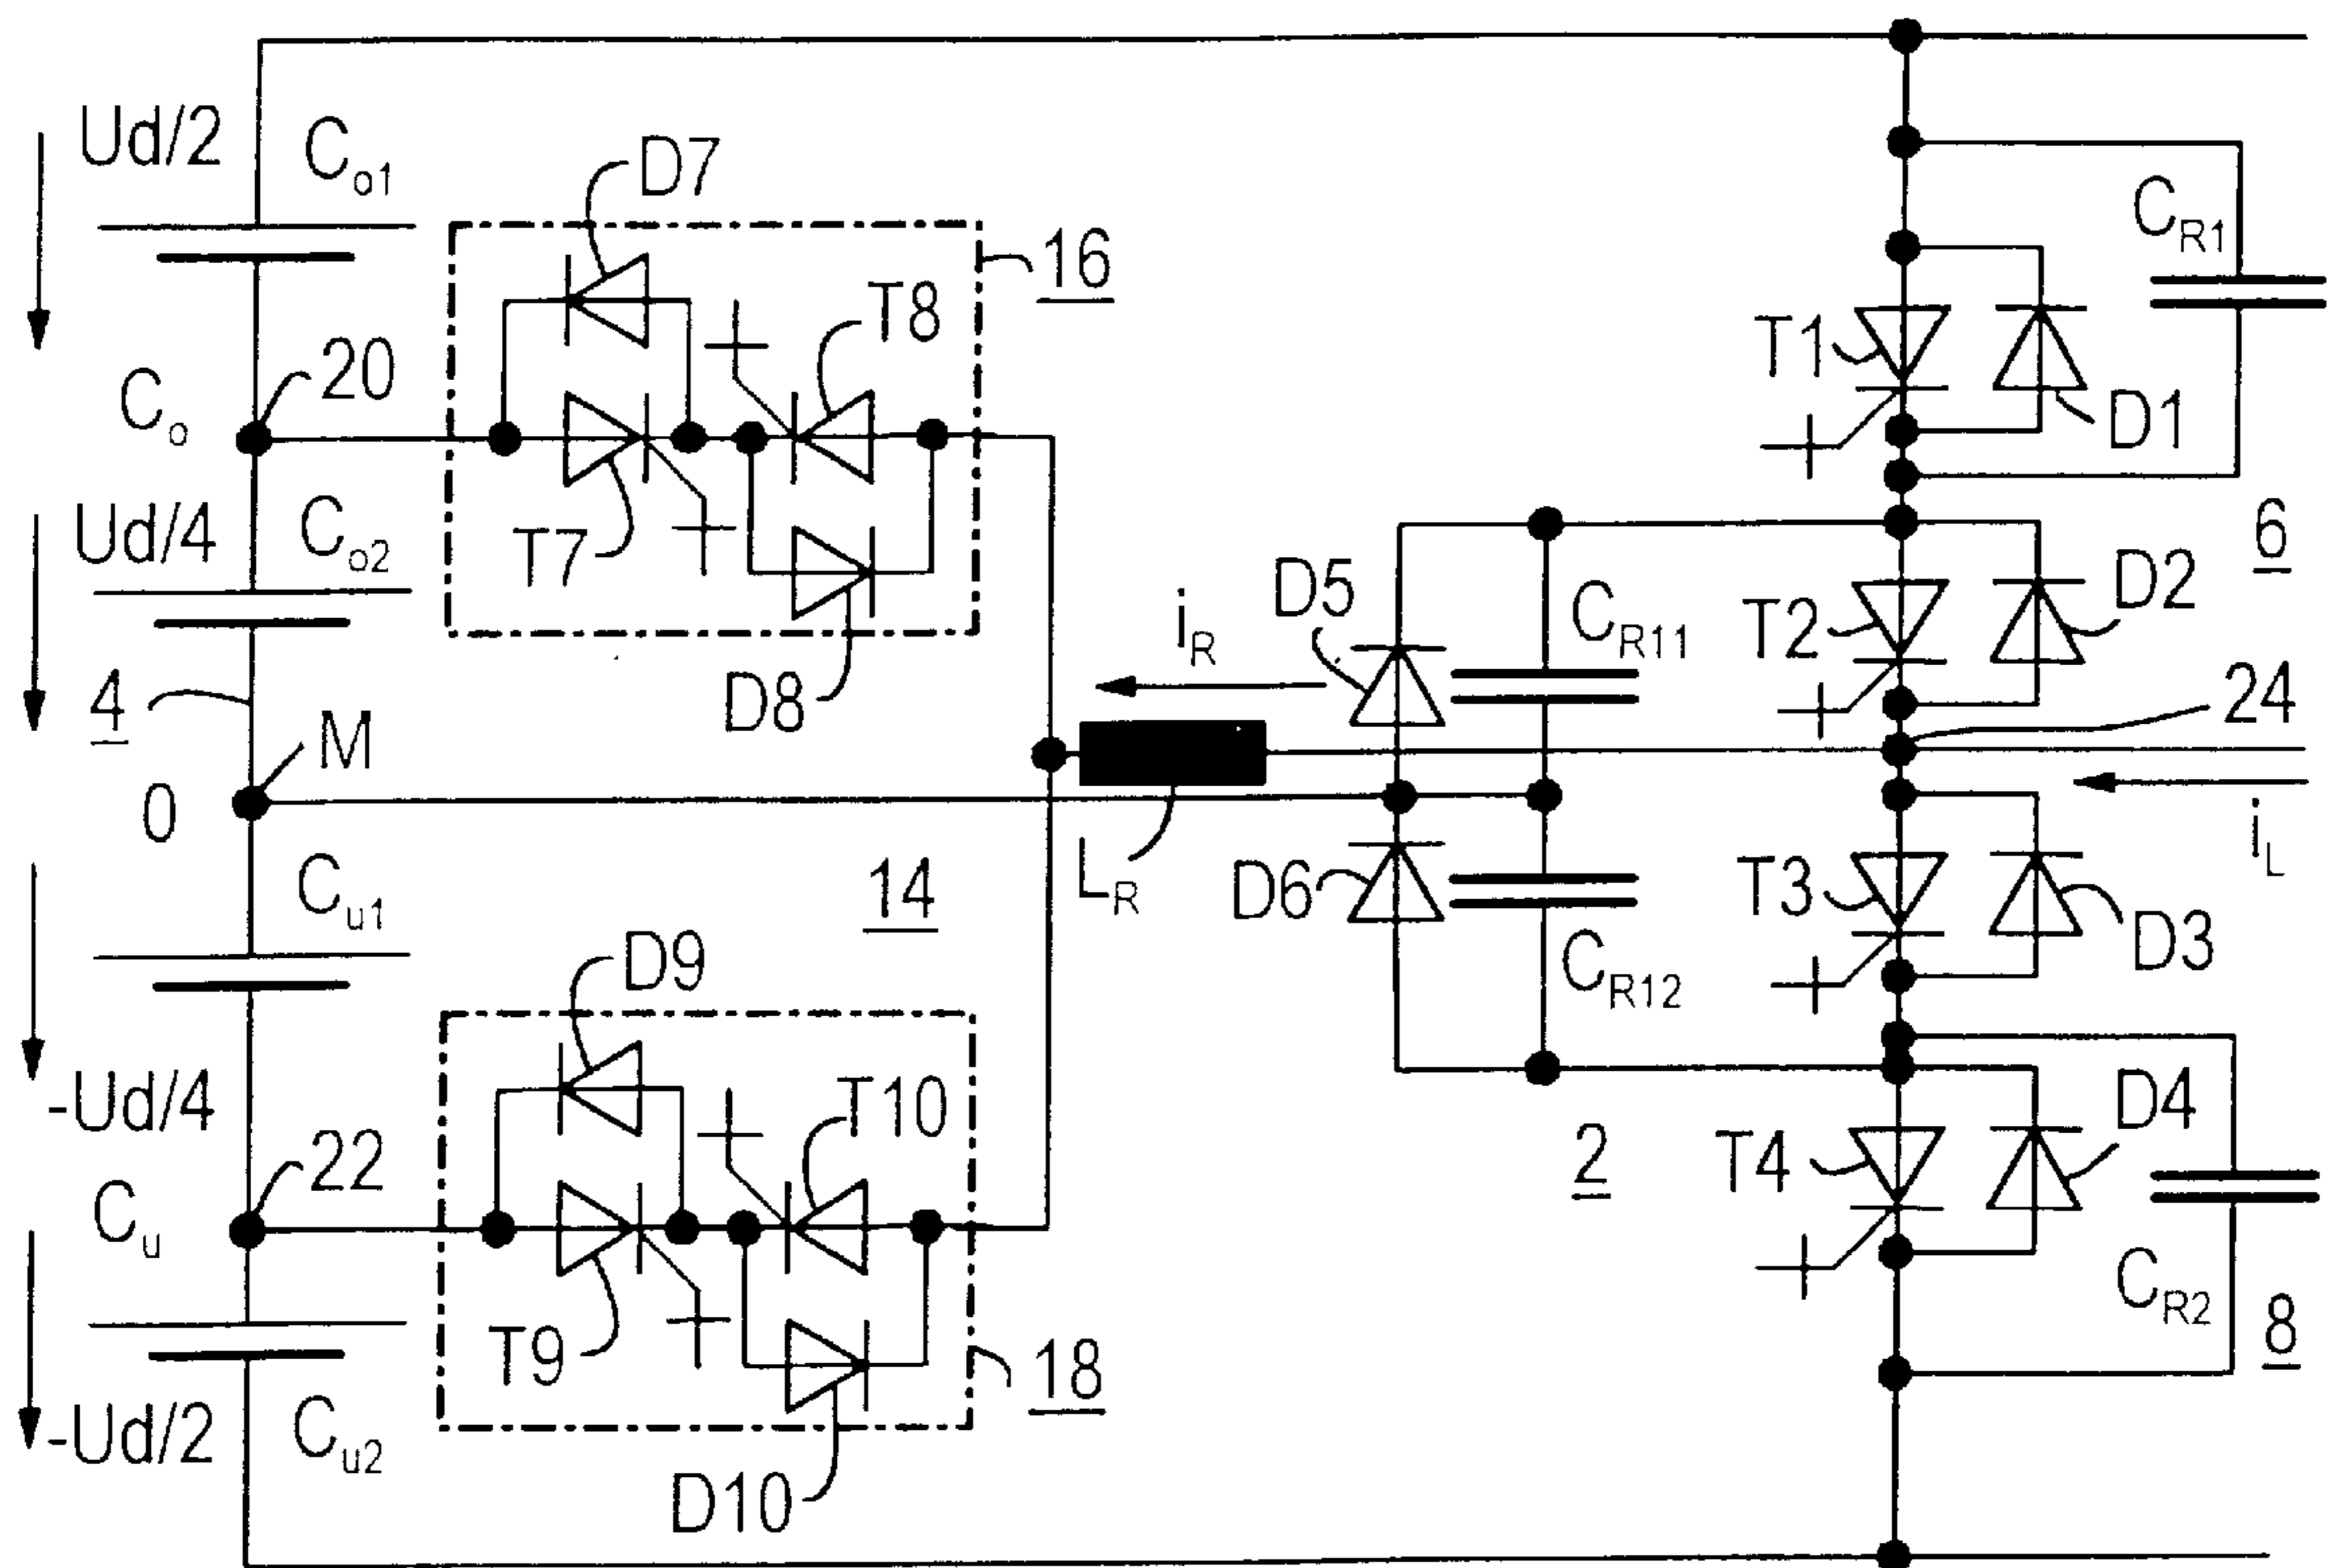 Ud/2
Co1
D7
16
CR1
T8
T1
20
Co
D1
Ud/4
Co2
T7
6
D5
CR11
D2
iR
T2
24
D8
4
M
0
LR
14
D6
T3
iL
Cu1
D3
D9
CR12
-Ud/4
T10
D4
22
2
T4
Cu
CR2
8
T9
18
-Ud/2
Cu2
D10